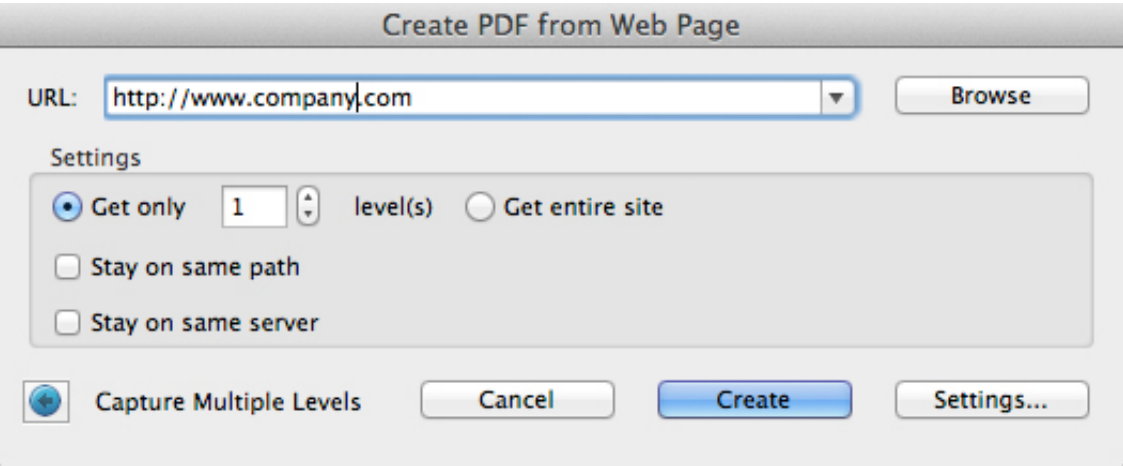 Create PDF from Web Page
URL: http://www.company.com Browse
Settings
Get only 1 level(s) Get entire site
Stay on same path
Stay on same server
Capture Multiple Levels Cancel Create Settings...